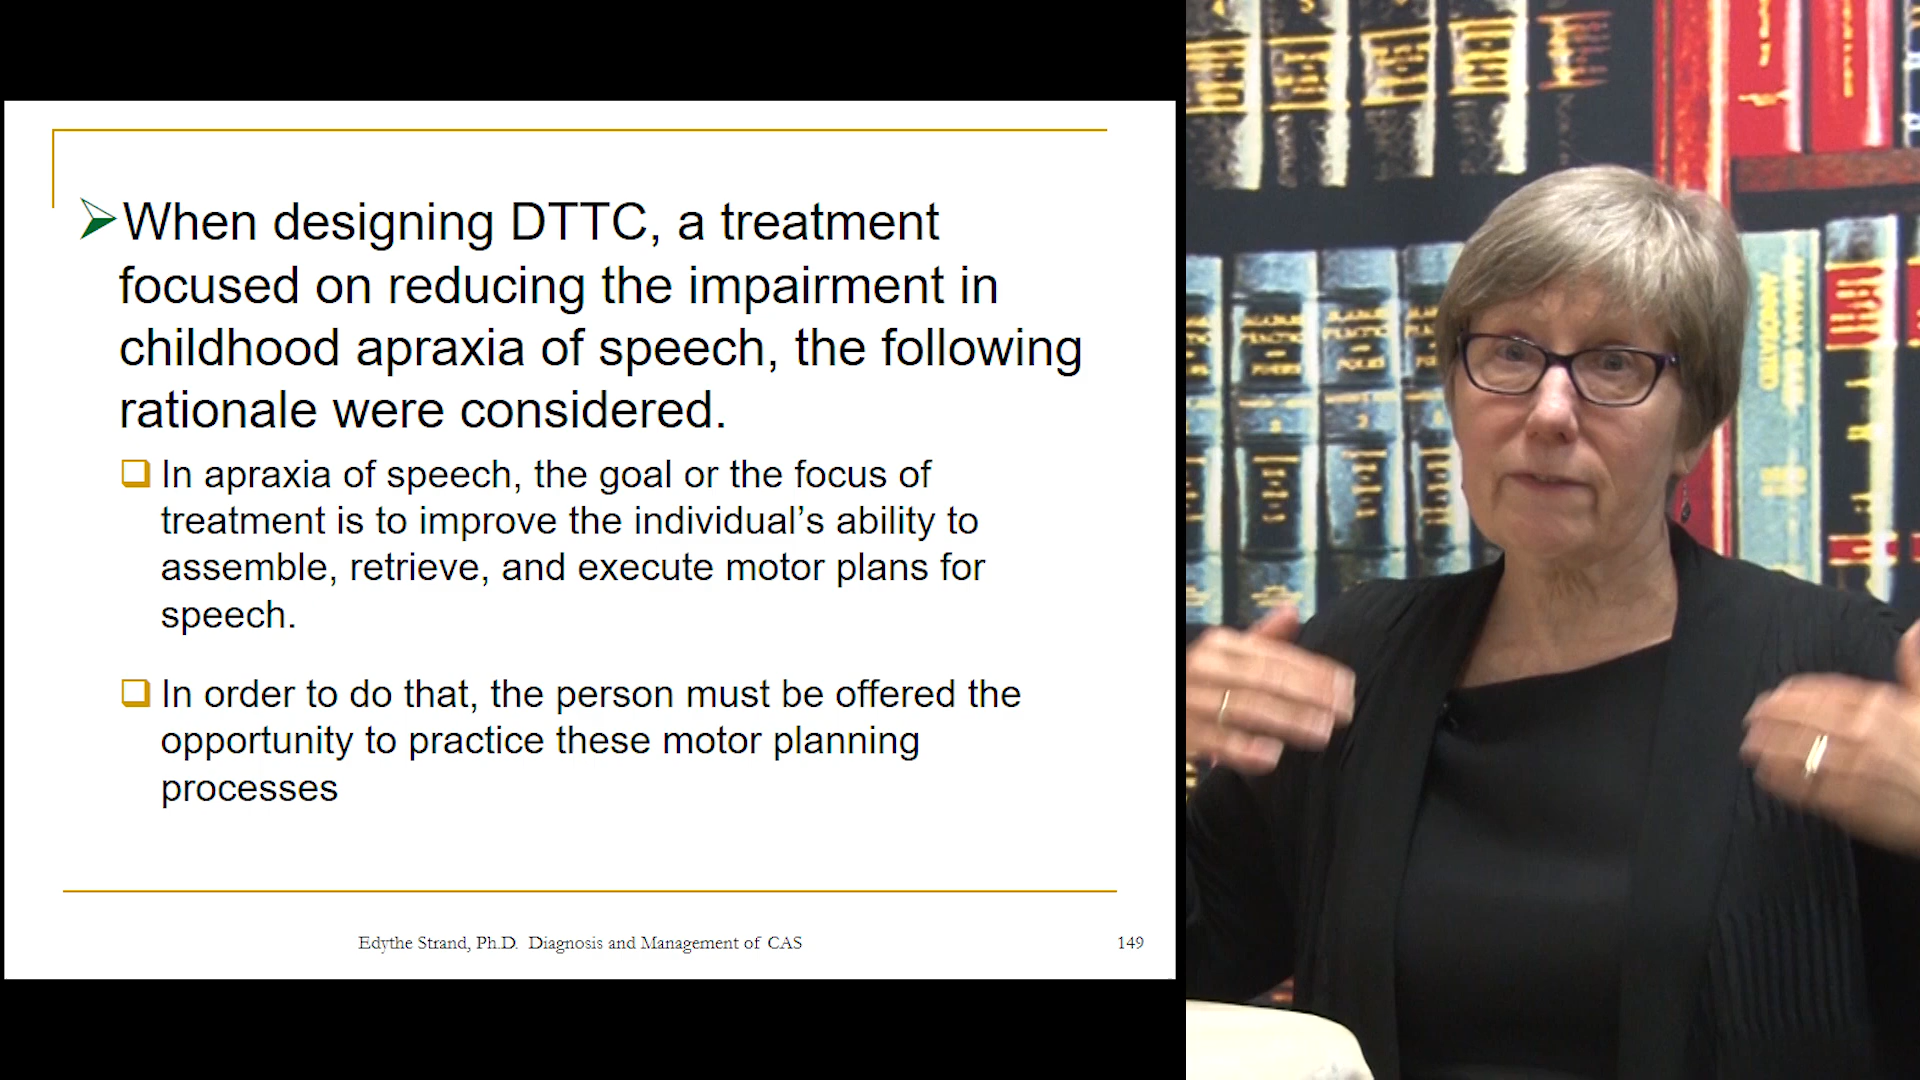 When designing DTTC, a treatment
focused on reducing the impairment in
childhood apraxia of speech, the following
rationale were considered.
In apraxia of speech, the goal or the focus of
treatment is to improve the individual’s ability to
assemble, retrieve, and execute motor plans for
speech.
In order to do that, the person must be offered the
opportunity to practice these motor planning
processes
Edythe Strand, Ph.D. Diagnosis and Management of CAS
149